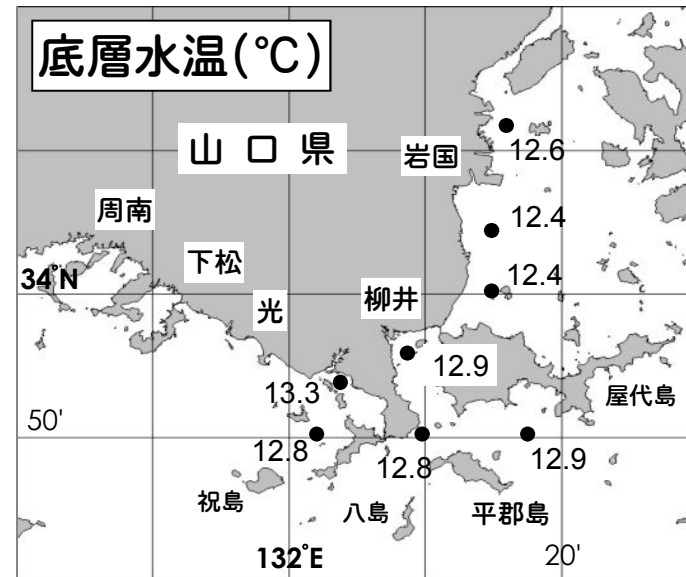 底層水温(℃)
山口県
岩国
12.6
周南
12.4
下松
34°N
12.4
光
柳井
12.9
13.3
屋代島
50'
12.8
12.8
12.9
祝島
八島
平郡島
132°E
20'